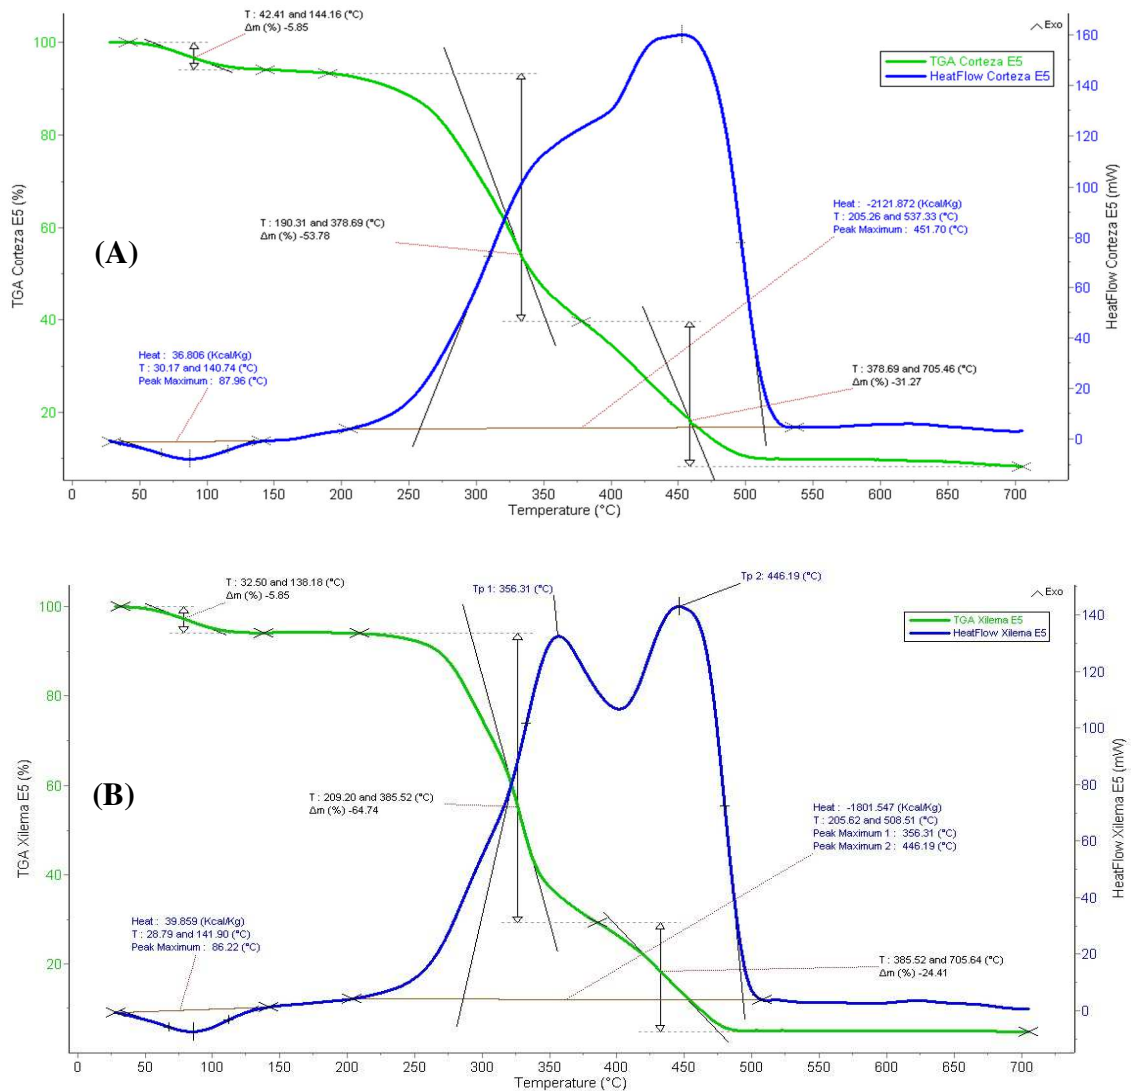 T : 42.41 and 144.16 (°C)
Δm (%) -5.85
Exo
TGA Corteza E5
HeatFlow Corteza E5
100
80
60
40
20
TGA Corteza E5 (%)
(A)
T : 190.31 and 378.69 (°C)
Δm (%) -53.78
Heat : -2121.872 (Kcal/Kg)
T : 205.26 and 537.33 (°C)
Peak Maximum : 451.70 (°C)
Heat : 36.806 (Kcal/Kg)
T : 30.17 and 140.74 (°C)
Peak Maximum : 87.96 (°C)
T : 378.69 and 705.46 (°C)
Δm (%) -31.27
160
140
120
100
80
60
40
20
0
HeatFlow Corteza E5 (mW)
0 50 100 150 200 250 300 350 400 450 500 550 600 650 700
Temperature (°C)
T : 32.50 and 138.18 (°C)
Δm (%) -5.85
Tp 1: 356.31 (°C)
Tp 2: 446.19 (°C)
Exo
TGA Xilema E5
HeatFlow Xilema E5
100
80
60
40
20
TGA Xilema E5 (%)
(B)
T : 209.20 and 385.52 (°C)
Δm (%) -64.74
Heat : -1801.547 (Kcal/Kg)
T : 205.62 and 508.51 (°C)
Peak Maximum 1 : 356.31 (°C)
Peak Maximum 2 : 446.19 (°C)
Heat : 39.859 (Kcal/Kg)
T : 28.79 and 141.90 (°C)
Peak Maximum : 86.22 (°C)
T : 385.52 and 705.64 (°C)
Δm (%) -24.41
140
120
100
80
60
40
20
0
HeatFlow Xilema E5 (mW)
0 50 100 150 200 250 300 350 400 450 500 550 600 650 700
Temperature (°C)